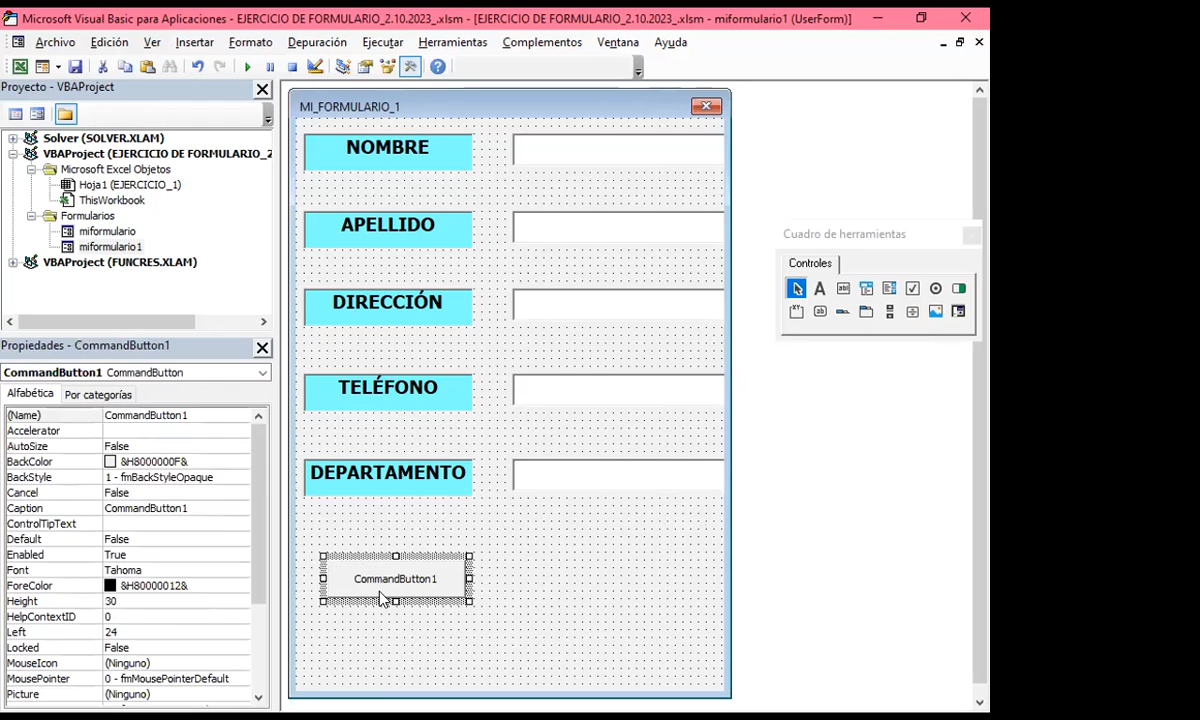 Microsoft Visual Basic para Aplicaciones - EJERCICIO DE FORMULARIO_2.10.2023_.xlsm - [EJERCICIO DE FORMULARIO_2.10.2023_.xlsm - miformulario1 (UserForm)]
Archivo Edición Ver Insertar Formato Depuración Ejecutar Herramientas Complementos Ventana Ayuda
Proyecto - VBAProject
Solver (SOLVER.XLAM)
VBAProject (EJERCICIO DE FORMULARIO_2
Microsoft Excel Objetos
Hoja1 (EJERCICIO_1)
ThisWorkbook
Formularios
miformulario
miformulario1
VBAProject (FUNCRES.XLAM)
Propiedades - CommandButton1
CommandButton1 CommandButton
Alfabética Por categorías
(Name) CommandButton1
Accelerator
AutoSize False
BackColor &H8000000F&
BackStyle 1 - fmBackStyleOpaque
Cancel False
Caption CommandButton1
ControlTipText
Default False
Enabled True
Font Tahoma
ForeColor &H80000012&
Height 30
HelpContextID 0
Left 24
Locked False
MouseIcon (Ninguno)
MousePointer 0 - fmMousePointerDefault
Picture (Ninguno)
MI_FORMULARIO_1
NOMBRE
APELLIDO
DIRECCIÓN
TELÉFONO
DEPARTAMENTO
CommandButton1
Cuadro de herramientas
Controles